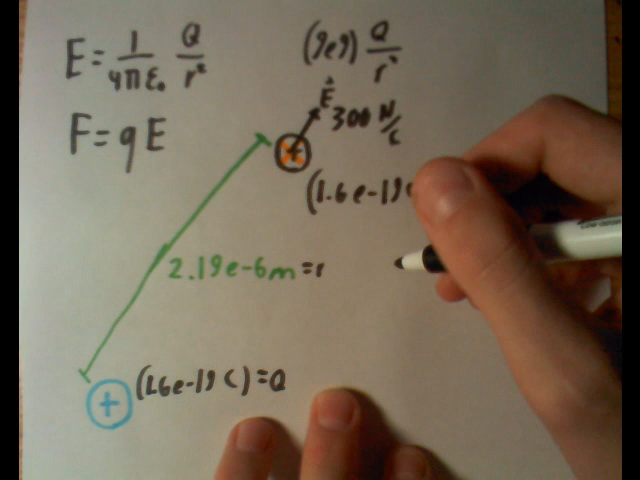 E = 1/4πε₀ Q/r²
(9e9) Q/r²
F = qE
E⃗
300 N/C
(1.6e-19 C
2.19e-6m = r
(1.6e-19 C) = Q
+